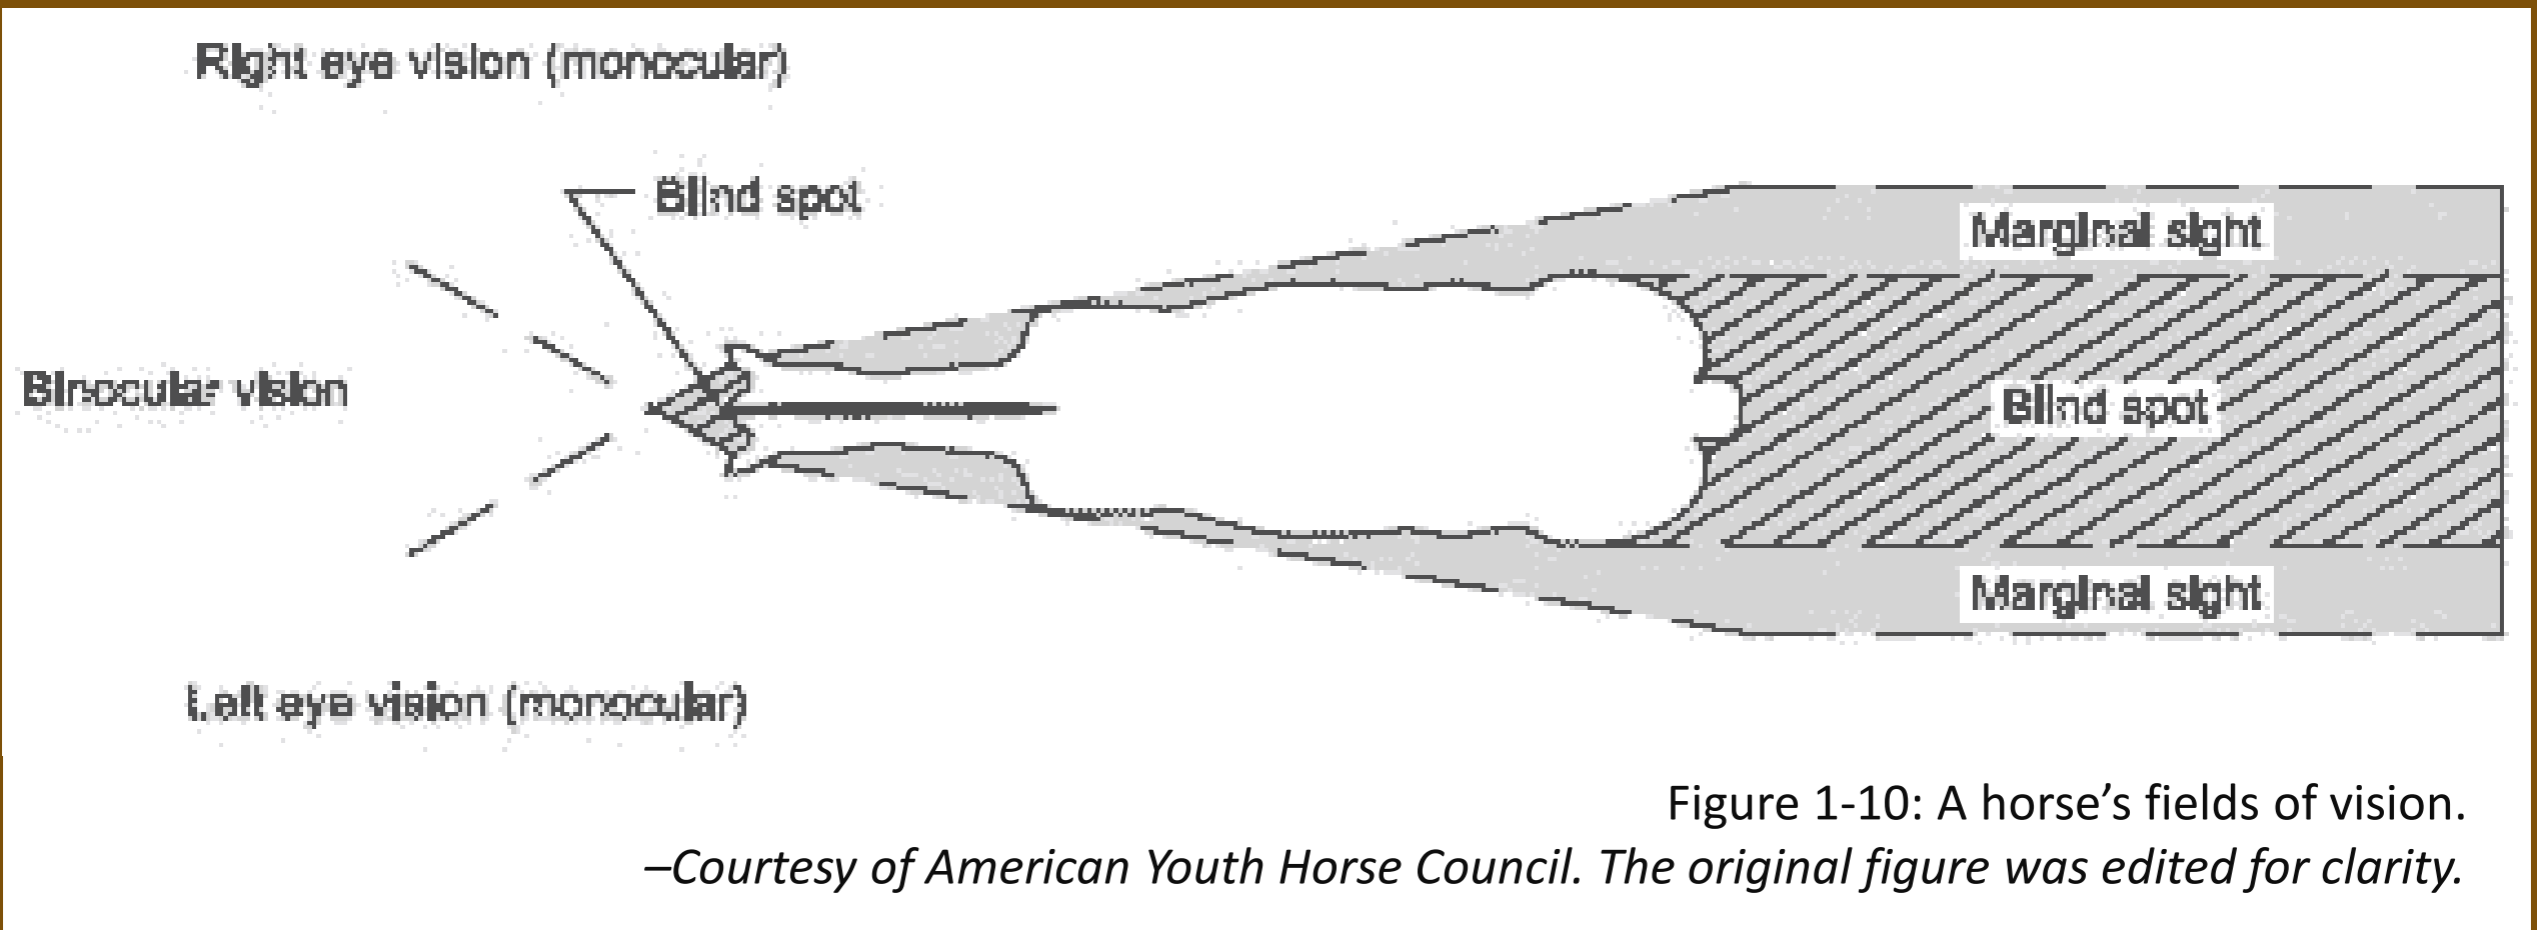 Right eye vision (monocular)
Blind spot
Marginal sight
Binocular vision
Blind spot
Marginal sight
Left eye vision (monocular)
Figure 1-10: A horse’s fields of vision.
–Courtesy of American Youth Horse Council. The original figure was edited for clarity.